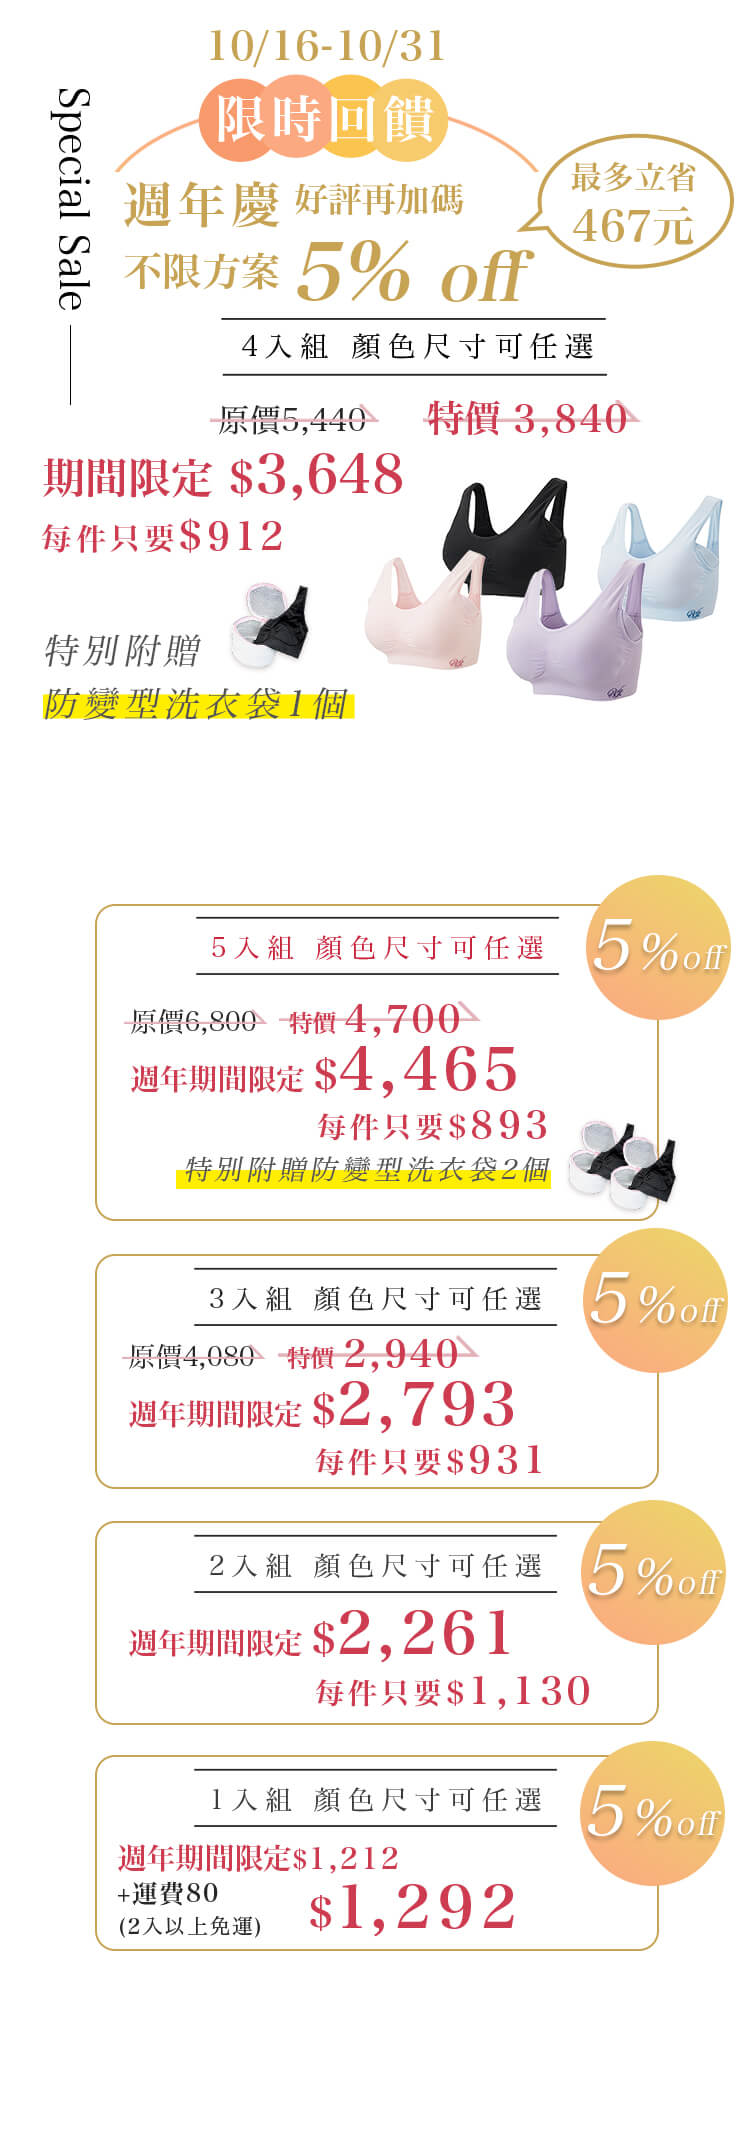 10/16-10/31
限時回饋
Special Sale
週年慶 好評再加碼
最多立省
467元
不限方案 5% off
4入組 顏色尺寸可任選
原價5,440 特價 3,840
期間限定 $3,648
每件只要$912
特別附贈
防變型洗衣袋1個
5入組 顏色尺寸可任選
5%off
原價6,800 特價 4,700
週年期間限定 $4,465
每件只要$893
特別附贈防變型洗衣袋2個
3入組 顏色尺寸可任選
5%off
原價4,080 特價 2,940
週年期間限定 $2,793
每件只要$931
2入組 顏色尺寸可任選
5%off
週年期間限定 $2,261
每件只要$1,130
1入組 顏色尺寸可任選
5%off
週年期間限定$1,212
+運費80
(2入以上免運)
$1,292